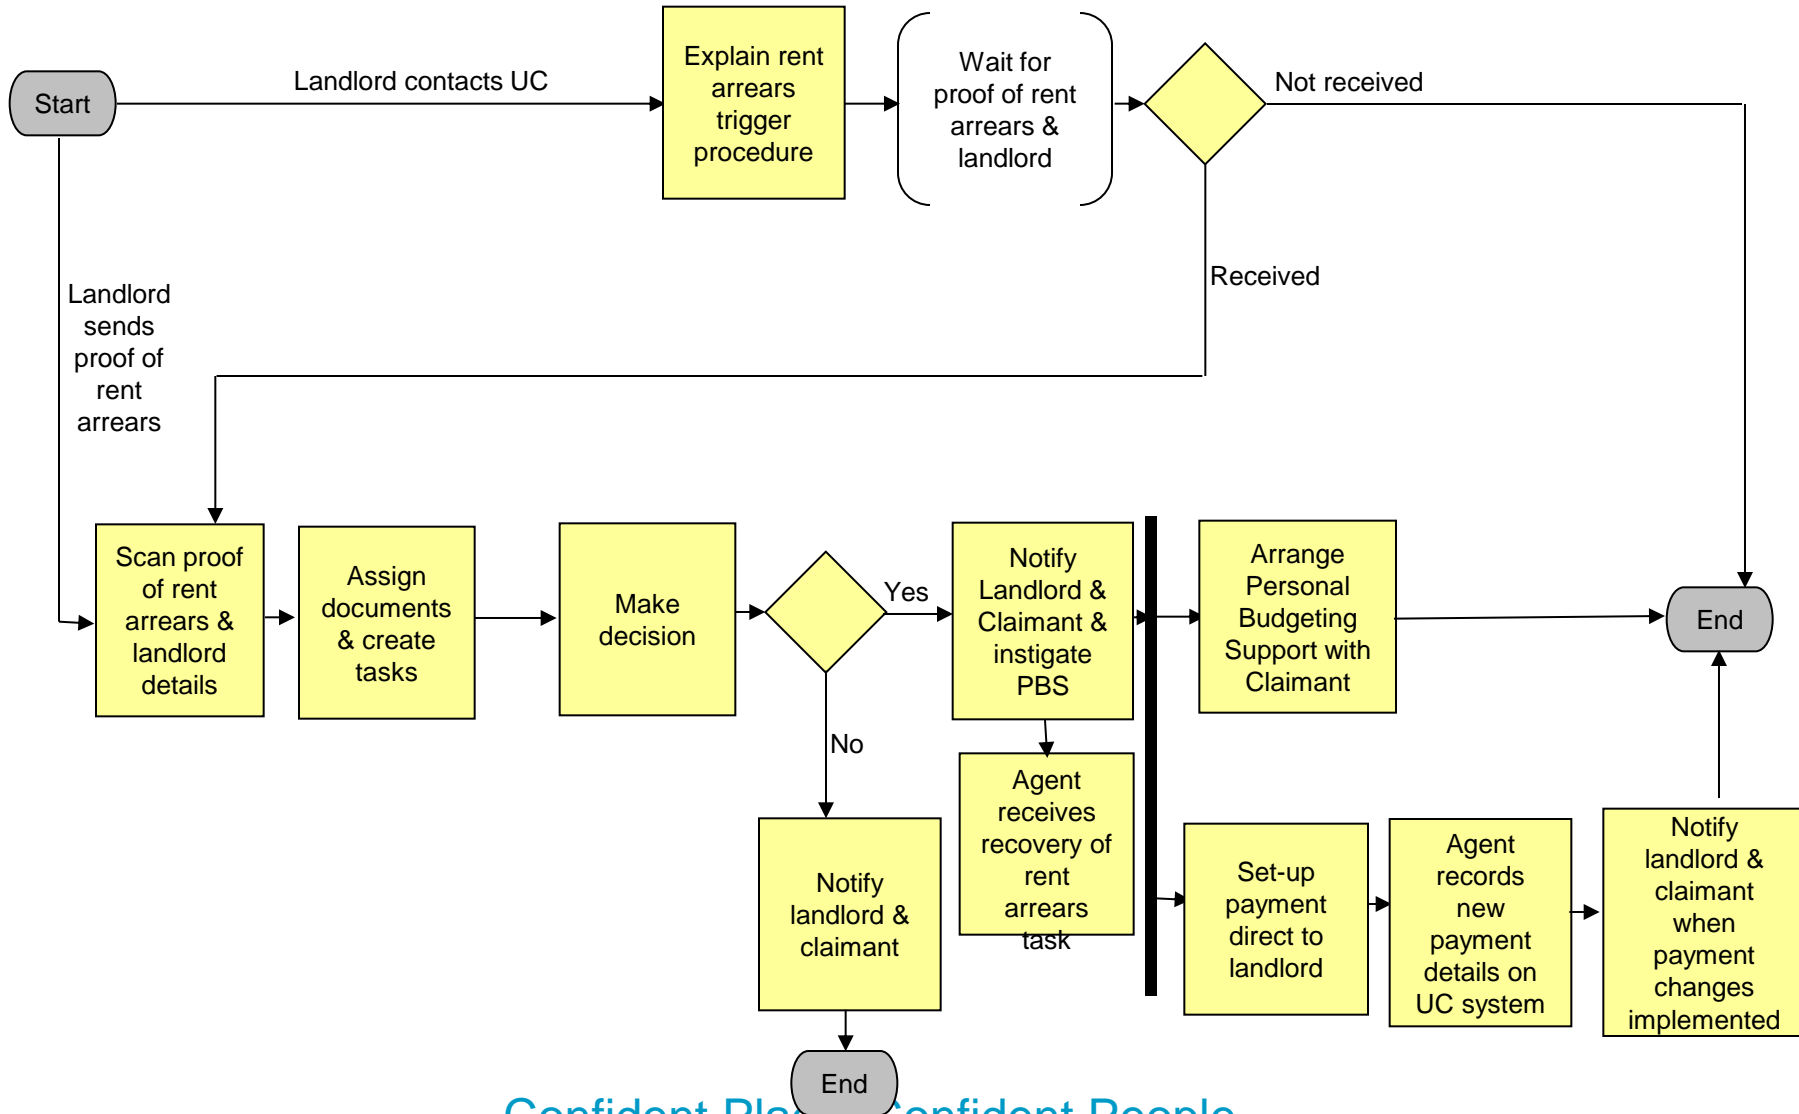 Start
Landlord contacts UC
Explain rent
arrears
trigger
procedure
Wait for
proof of rent
arrears &
landlord
Not received
Received
Landlord
sends
proof of
rent
arrears
Scan proof
of rent
arrears &
landlord
details
Assign
documents
& create
tasks
Make
decision
Yes
No
Notify
Landlord &
Claimant &
instigate
PBS
Arrange
Personal
Budgeting
Support with
Claimant
End
Agent
receives
recovery of
rent
arrears
task
Notify
landlord &
claimant
Set-up
payment
direct to
landlord
Agent
records
new
payment
details on
UC system
Notify
landlord &
claimant
when
payment
changes
implemented
End
Confident Confident People